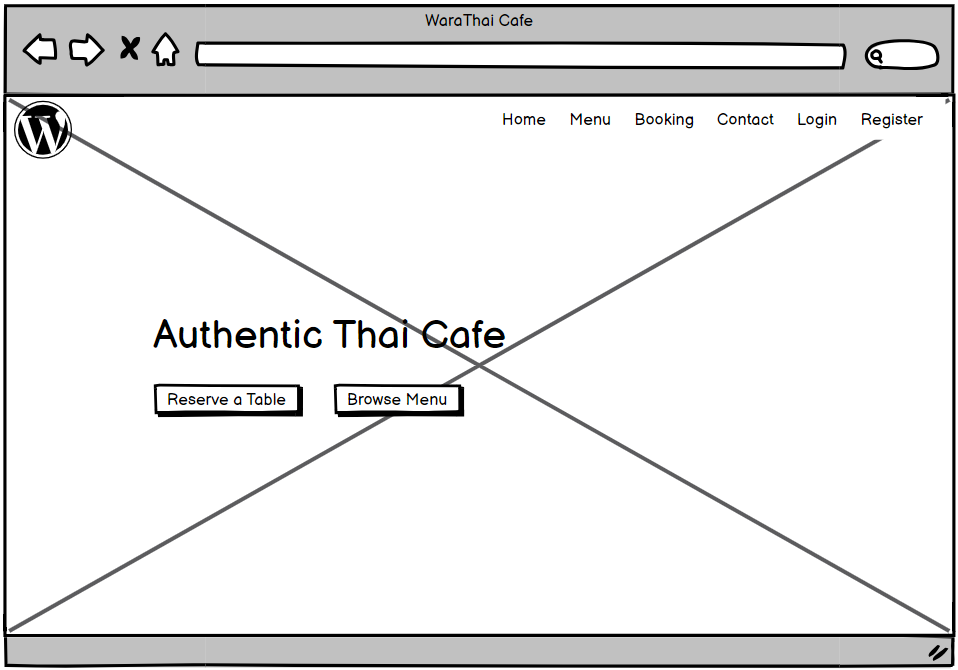 WaraThai Cafe
W
Home Menu Booking Contact Login Register
Authentic Thai Cafe
Reserve a Table Browse Menu